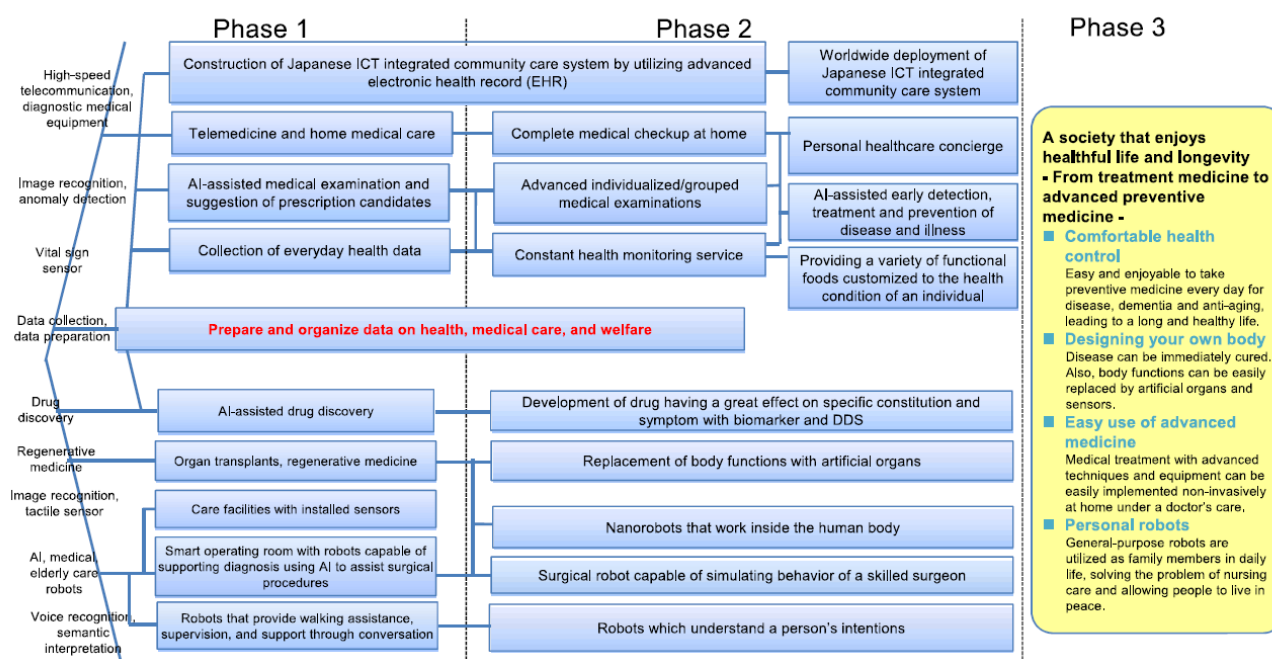 Phase 1
Phase 2
Phase 3
High-speed
telecommunication,
diagnostic medical
equipment
Construction of Japanese ICT integrated community care system by utilizing advanced
electronic health record (EHR)
Worldwide deployment of
Japanese ICT integrated
community care system
Telemedicine and home medical care
Complete medical checkup at home
Personal healthcare concierge
Image recognition,
anomaly detection
AI-assisted medical examination and
suggestion of prescription candidates
Advanced individualized/grouped
medical examinations
AI-assisted early detection,
treatment and prevention of
disease and illness
Vital sign
sensor
Collection of everyday health data
Constant health monitoring service
Providing a variety of functional
foods customized to the health
condition of an individual
Data collection,
data preparation
Prepare and organize data on health, medical care, and welfare
Drug
discovery
AI-assisted drug discovery
Development of drug having a great effect on specific constitution and
symptom with biomarker and DDS
Regenerative
medicine
Organ transplants, regenerative medicine
Replacement of body functions with artificial organs
Image recognition,
tactile sensor
Care facilities with installed sensors
Nanorobots that work inside the human body
AI, medical,
elderly care
robots
Smart operating room with robots capable of
supporting diagnosis using AI to assist surgical
procedures
Surgical robot capable of simulating behavior of a skilled surgeon
Voice recognition,
semantic
interpretation
Robots that provide walking assistance,
supervision, and support through conversation
Robots which understand a person's intentions
A society that enjoys
healthful life and longevity
- From treatment medicine to
advanced preventive
medicine -
■ Comfortable health
control
Easy and enjoyable to take
preventive medicine every day for
disease, dementia and anti-aging,
leading to a long and healthy life.
■ Designing your own body
Disease can be immediately cured.
Also, body functions can be easily
replaced by artificial organs and
sensors.
■ Easy use of advanced
medicine
Medical treatment with advanced
techniques and equipment can be
easily implemented non-invasively
at home under a doctor's care.
■ Personal robots
General-purpose robots are
utilized as family members in daily
life, solving the problem of nursing
care and allowing people to live in
peace.